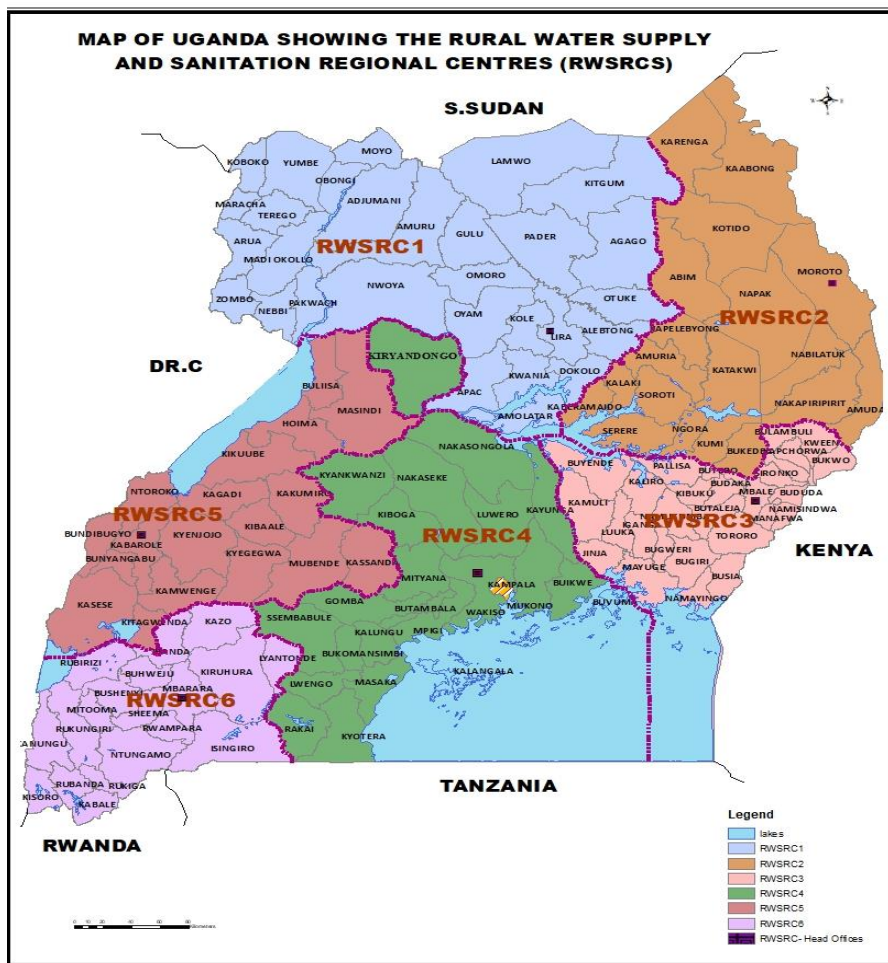 MAP OF UGANDA SHOWING THE RURAL WATER SUPPLY
AND SANITATION REGIONAL CENTRES (RWSRCS)
S.SUDAN
KARENGA
MOYO
LAMWO
KOBOKO
YUMBE
KAABONG
OBONGI
KITGUM
MARACHA
ADJUMANI
TEREGO
AMURU
KOTIDO
GULU
PADER
ARUA
RWSRC1
AGAGO
MADI OKOLLO
MOROTO
OMORO
ABIM
NWOYA
NAPAK
ZOMBO
PAKWACH
OTUKE
NEBBI
OYAM
KOLE
RWSRC2
ALEBTONG
LIRA
KIRYANDONGO
AMURIA
NABILATUK
DR.C
KATAKWI
KWANIA
DOKOLO
BULIISA
KALAKI
APAC
SOROTI
NAKAPIRIPIRIT
MASINDI
AMOLATAR
AMUDA
HOIMA
SERERE
NGORA
BULAMBULI
KUMI
KWEEN
NAKASONGOLA
KIKUUBE
BUYENDE
BUKWO
KYANKWANZI
PALLISA
NAKASEKE
NTOROKO
KALIRO
KAGADI
KAKUMIRO
KAMULI
BUDAKA
KIBUKU
MBALE
BUDUDA
KIBOGA
LUWERO
KAYUNGA
BUTALEJA
NAMISINDWA
RWSRC5
KIBAALE
RWSRC3
MANAFWA
BUNDIBUGYO
KYENJOJO
RWSRC4
LUUKA
KABAROLE
TORORO
KENYA
BUNYANGABU
KYEGEGWA
MUBENDE
KASSANDA
JINJA
BUGWERI
MAYUGE
BUGIRI
MITYANA
KAMPALA
BUIKWE
BUSIA
KASESE
KAMWENGE
GOMBA
BUTAMBALA
MUKONO
BUVUMA
NAMAYINGO
KITAGWENDA
KAZO
SSEMBABULE
WAKISO
KALUNGU
MPIGI
RUBIRIZI
LYANTONDE
BUKOMANSIMBI
BUHWEJU
KIRUHURA
KALANGALA
MBARARA
LWENGO
MASAKA
RWSRC6
MITOOMA
SHEEMA
RUKUNGIRI
RWAMPARA
RAKAI
KYOTERA
ISINGIRO
NTUNGAMO
RUBANDA
RUKIGA
TANZANIA
KISORO
KABALE
RWANDA
Legend
lakes
RWSRC1
RWSRC2
RWSRC3
RWSRC4
RWSRC5
RWSRC6
RWSRC- Head Offices
0 10 20 40 60 80
Kilometers